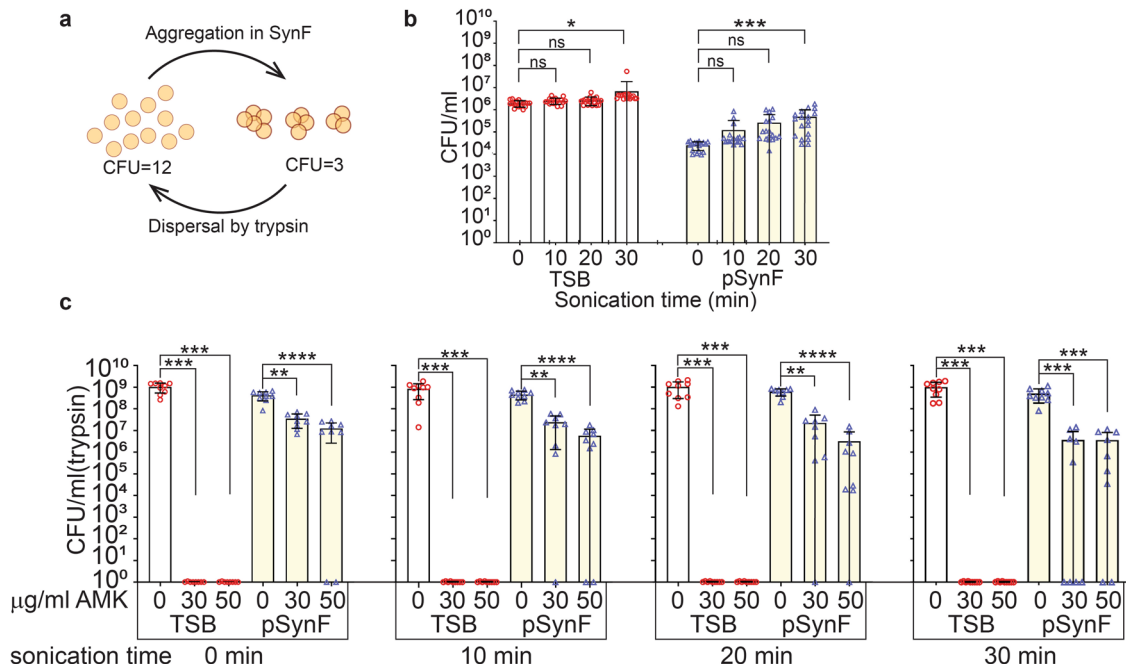 a
Aggregation in SynF
CFU=12
CFU=3
Dispersal by trypsin
b
CFU/ml
10¹⁰
10⁹
10⁸
10⁷
10⁶
10⁵
10⁴
10³
10²
10¹
10⁰
*
ns
ns
***
ns
ns
0 10 20 30 0 10 20 30
TSB pSynF
Sonication time (min)
c
CFU/ml(trypsin)
10¹⁰
10⁹
10⁸
10⁷
10⁶
10⁵
10⁴
10³
10²
10¹
10⁰
*** **** *** **** *** **** *** ***
*** ** *** ** *** ** *** ***
μg/ml AMK 0 30 50 0 30 50 0 30 50 0 30 50 0 30 50 0 30 50 0 30 50 0 30 50
TSB pSynF TSB pSynF TSB pSynF TSB pSynF
sonication time 0 min 10 min 20 min 30 min